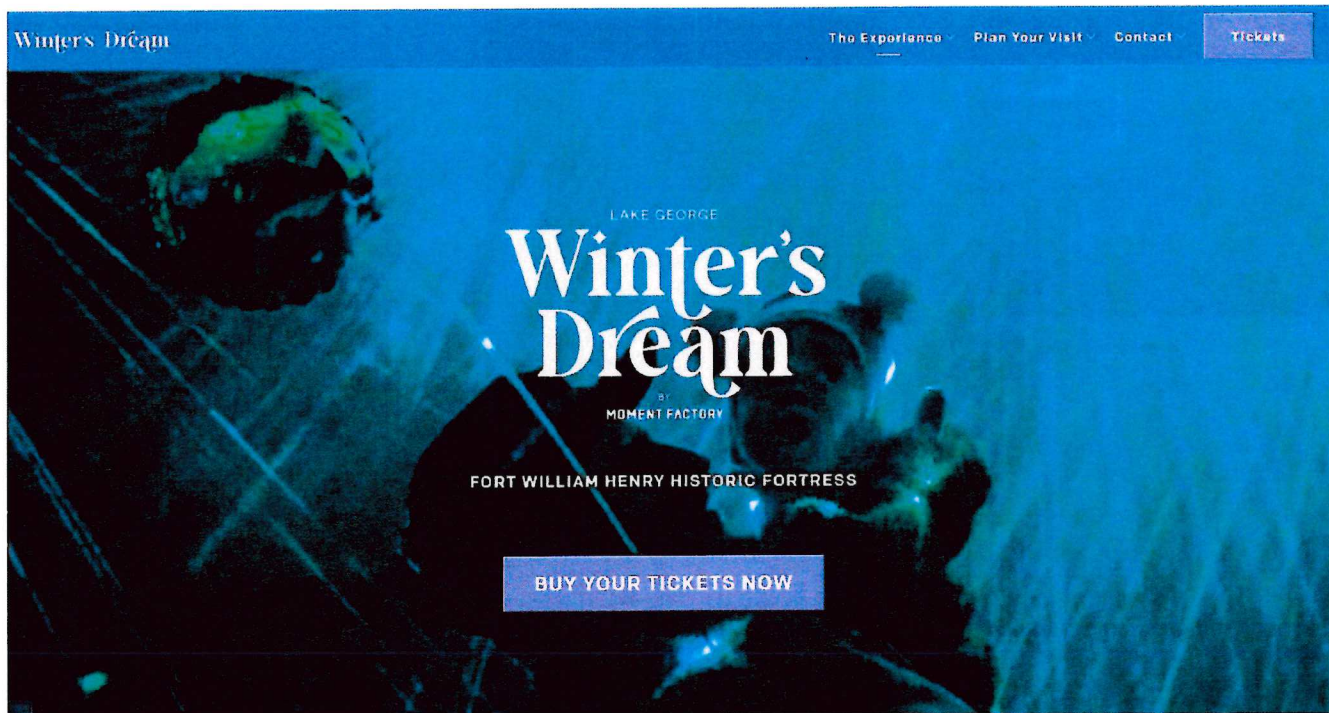 Winter's Dream
The Experience
Plan Your Visit
Contact
Tickets
LAKE GEORGE
Winter's
Dream
BY
MOMENT FACTORY
FORT WILLIAM HENRY HISTORIC FORTRESS
BUY YOUR TICKETS NOW